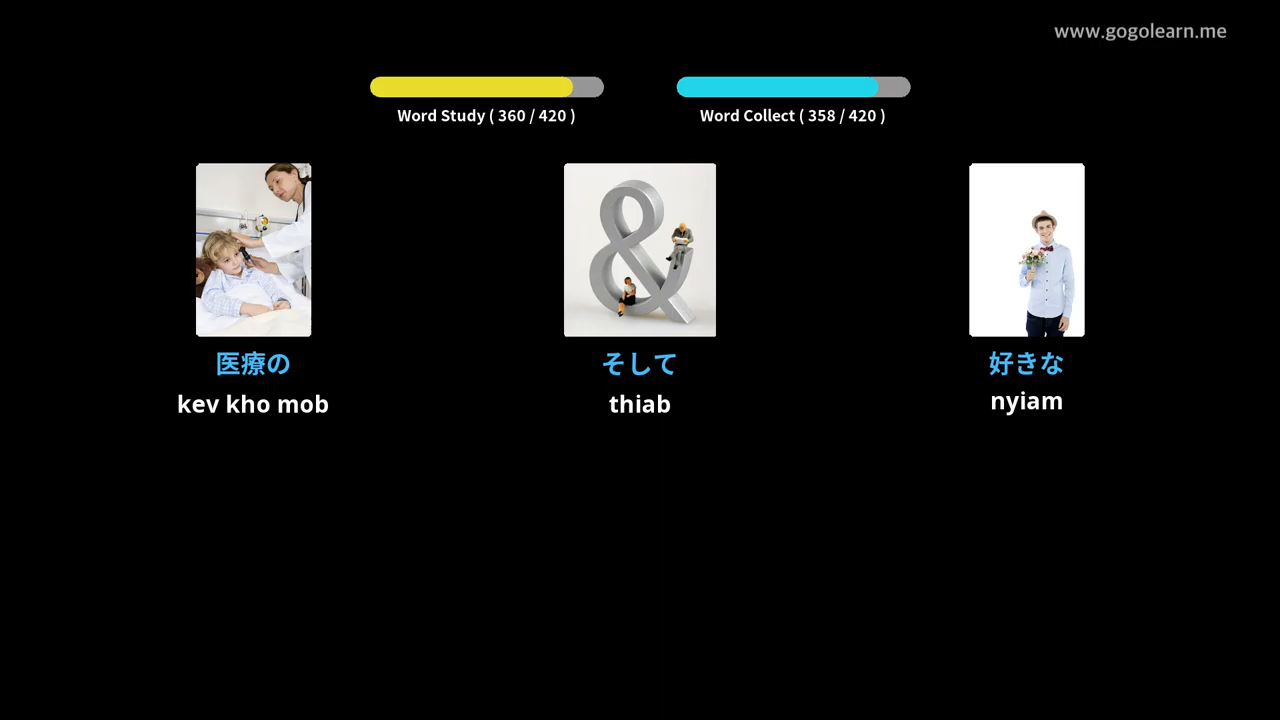 www.gogolearn.me
Word Study ( 360 / 420 )
Word Collect ( 358 / 420 )
医療の
そして
好きな
kev kho mob
thiab
nyiam